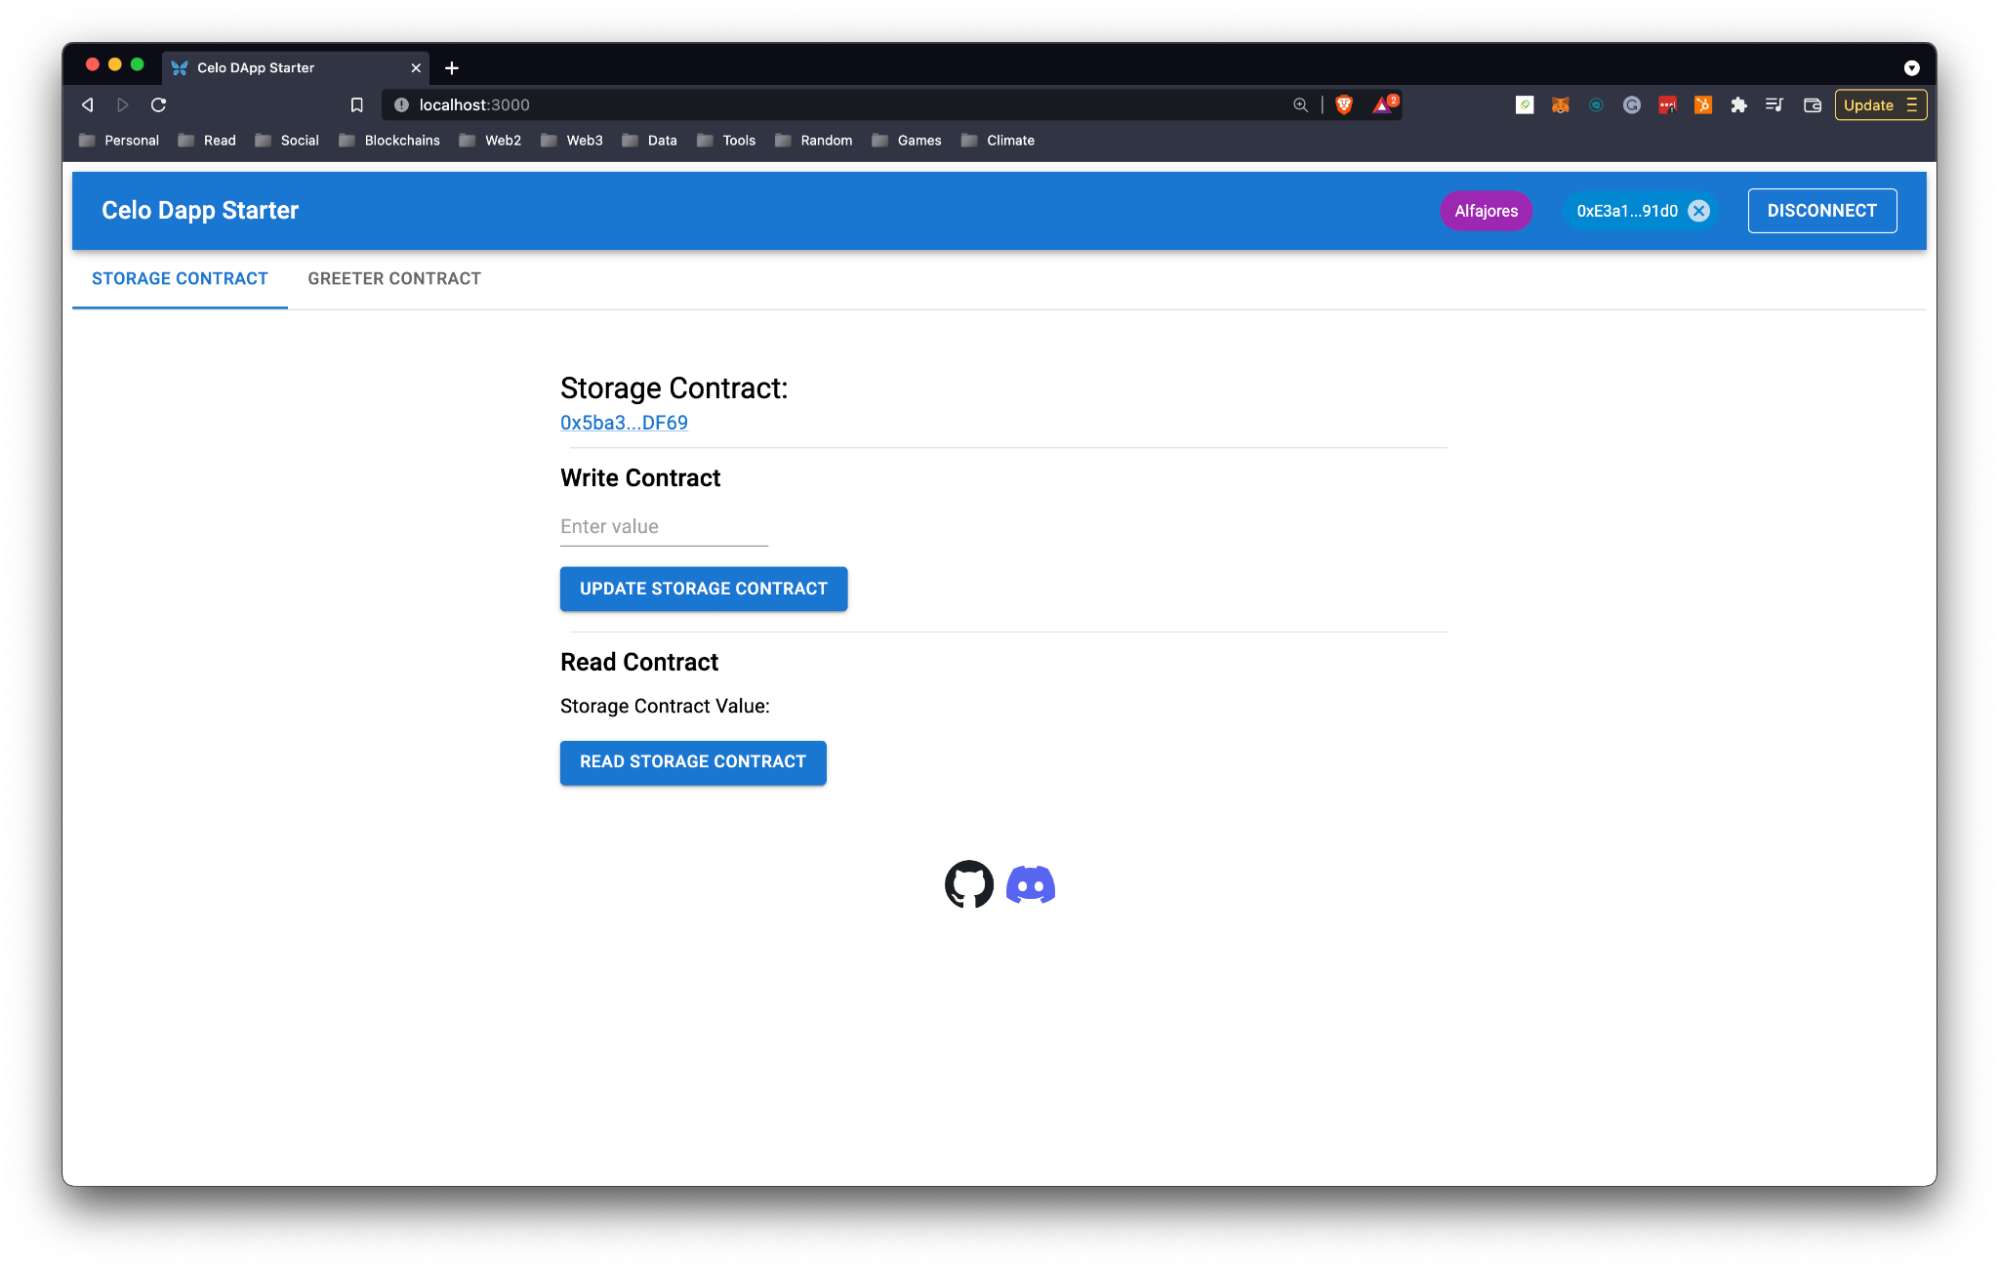 Celo DApp Starter
localhost:3000
2
Update
Personal Read Social Blockchains Web2 Web3 Data Tools Random Games Climate
Celo Dapp Starter
Alfajores
0xE3a1...91d0
DISCONNECT
STORAGE CONTRACT GREETER CONTRACT
Storage Contract:
0x5ba3...DF69
Write Contract
Enter value
UPDATE STORAGE CONTRACT
Read Contract
Storage Contract Value:
READ STORAGE CONTRACT